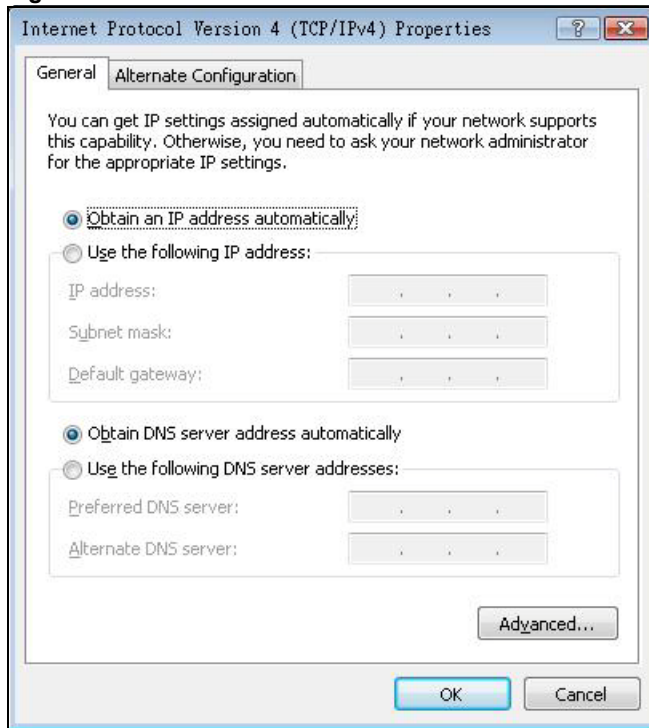 Internet Protocol Version 4 (TCP/IPv4) Properties
General
Alternate Configuration
You can get IP settings assigned automatically if your network supports
this capability. Otherwise, you need to ask your network administrator
for the appropriate IP settings.
Obtain an IP address automatically
Use the following IP address:
IP address:
Subnet mask:
Default gateway:
Obtain DNS server address automatically
Use the following DNS server addresses:
Preferred DNS server:
Alternate DNS server:
Advanced...
OK
Cancel